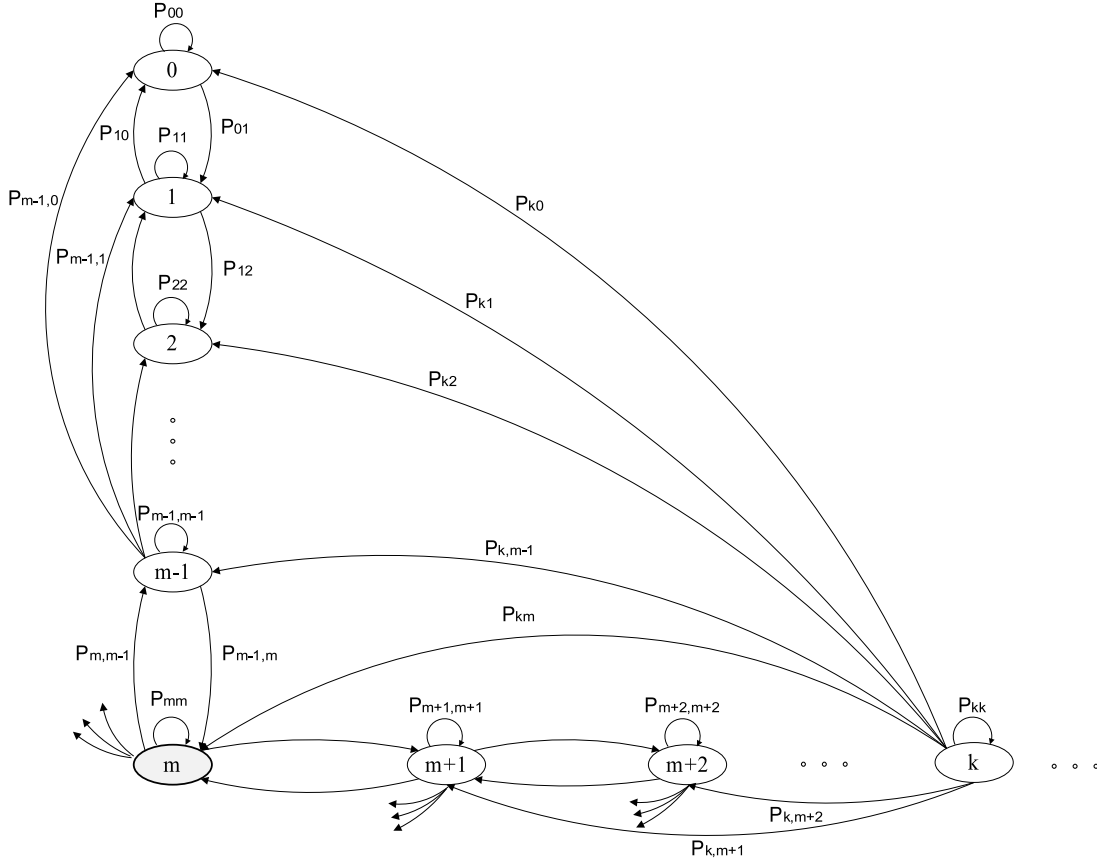 P00
0
P10
P01
P11
1
Pm-1,0
Pk0
Pm-1,1
P12
P22
Pk1
2
Pk2
Pm-1,m-1
m-1
Pk,m-1
Pkm
Pm,m-1
Pm-1,m
Pmm
Pm+1,m+1
Pm+2,m+2
Pkk
m
m+1
m+2
k
Pk,m+2
Pk,m+1